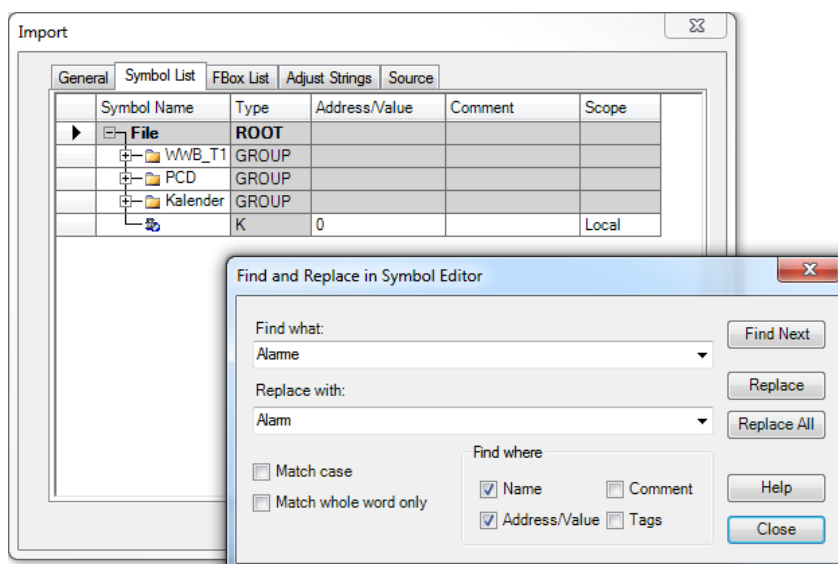 Import
General Symbol List FBox List Adjust Strings Source
Symbol Name Type Address/Value Comment Scope
File ROOT
WWB_T1 GROUP
PCD GROUP
Kalender GROUP
K 0 Local
Find and Replace in Symbol Editor
Find what:
Find Next
Alarme
Replace with:
Replace
Alarm
Replace All
Find where
Match case
Name Comment
Help
Match whole word only
Address/Value Tags
Close